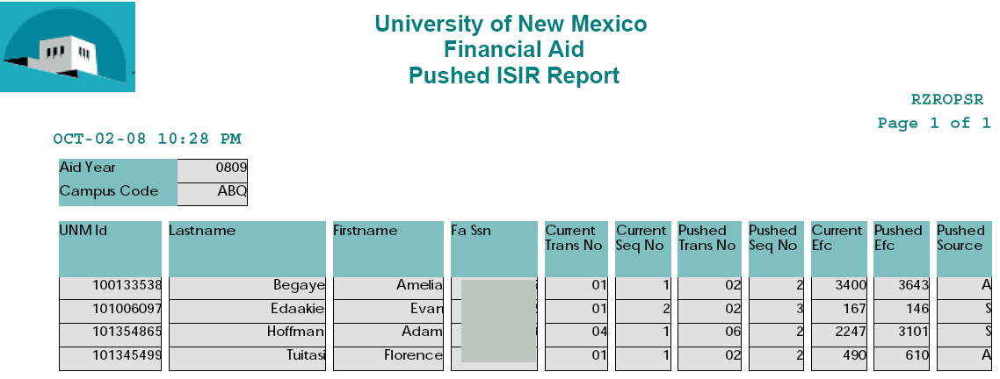 University of New Mexico
Financial Aid
Pushed ISIR Report
RZROPSR
Page 1 of 1
OCT-02-08 10:28 PM
Aid Year 0809
Campus Code ABQ
UNM Id Lastname Firstname Fa Ssn Current Trans No Current Seq No Pushed Trans No Pushed Seq No Current Efc Pushed Efc Pushed Source
100133538 Begaye Amelia 01 1 02 2 3400 3643 A
101006097 Edaakie Evan 01 2 02 3 167 146 S
101354865 Hoffman Adam 04 1 06 2 2247 3101 S
101345499 Tuitasi Florence 01 1 02 2 490 610 A